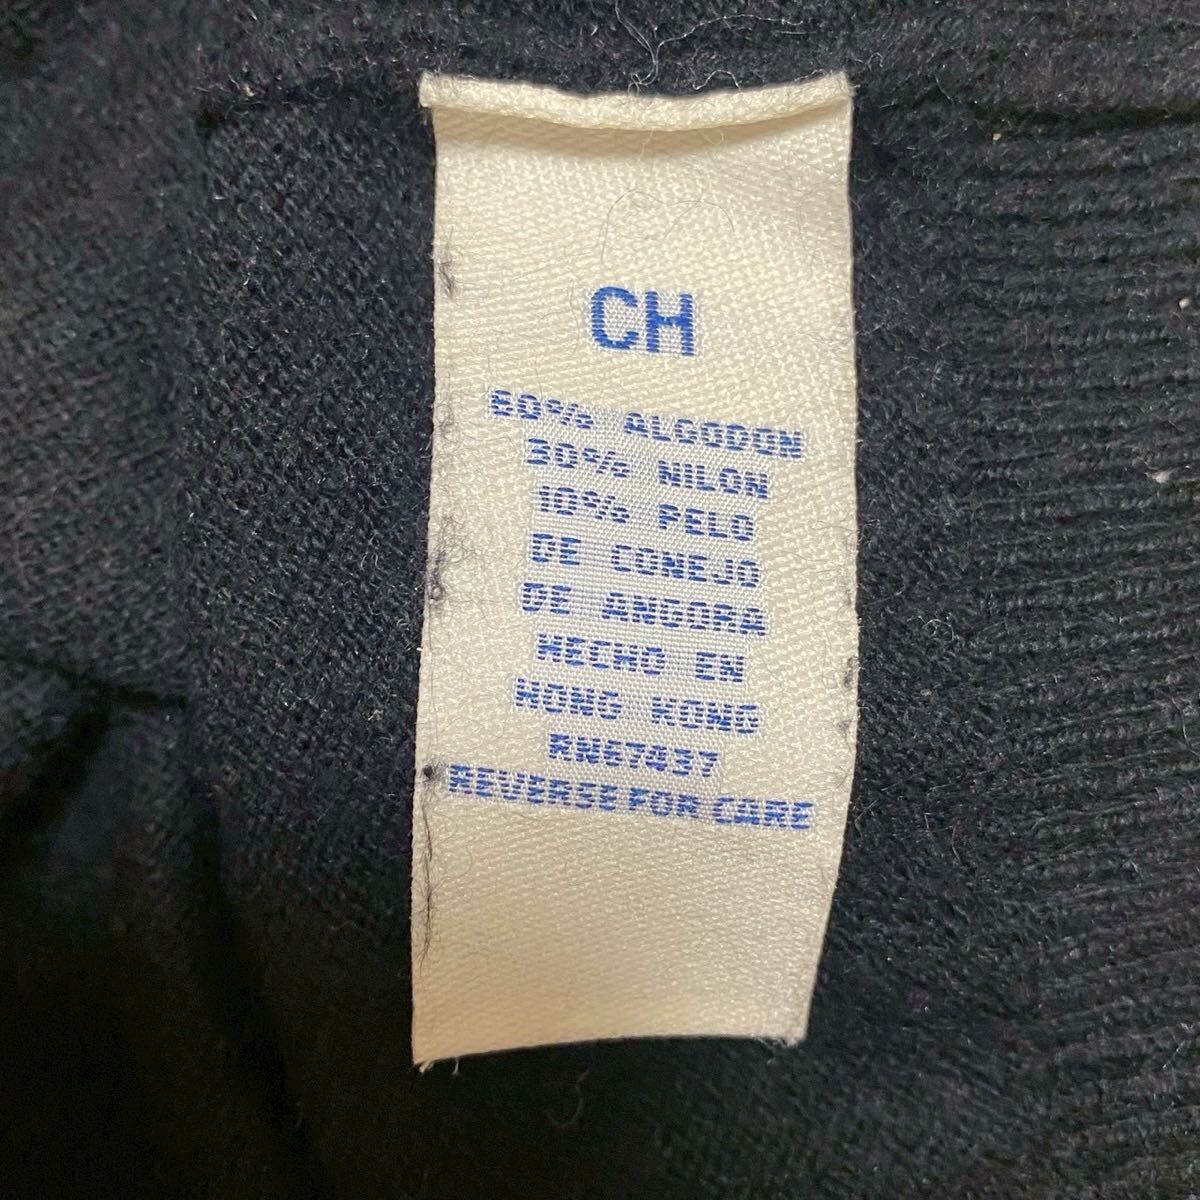 CH
60% ALGODON
30% NILON
10% PELO
DE CONEJO
DE ANGORA
HECHO EN
HONG KONG
RN67437
REVERSE FOR CARE